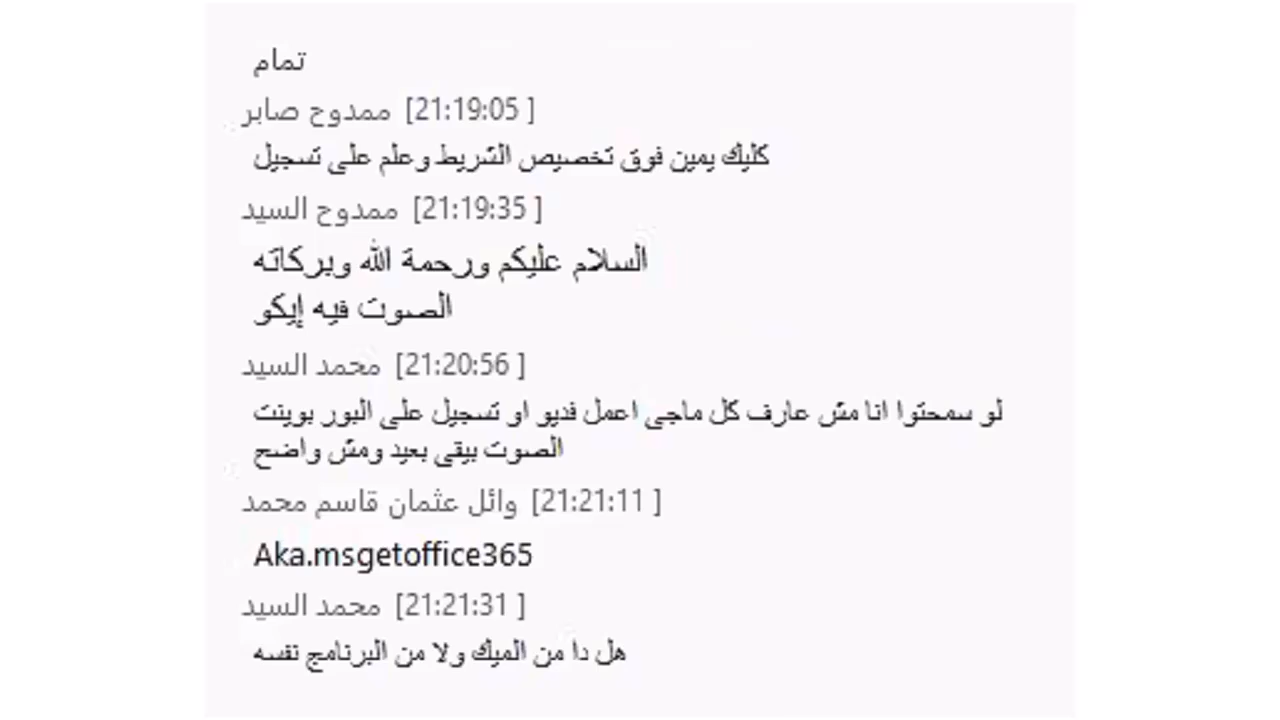 تمام
ممدوح صابر [21:19:05 ]
كليك يمين فوق تخصيص الشريط وعلم على تسجيل
ممدوح السيد [21:19:35 ]
السلام عليكم ورحمة الله وبركاته
الصوت فيه إيكو
محمد السيد [21:20:56 ]
لو سمحتوا انا مش عارف كل ماجى اعمل فديو او تسجيل على البور بوينت
الصوت بيقى بعيد ومش واضح
وائل عثمان قاسم محمد [21:21:11 ]
Aka.msgetoffice365
محمد السيد [21:21:31 ]
هل دا من الميك ولا من البرنامج نفسه